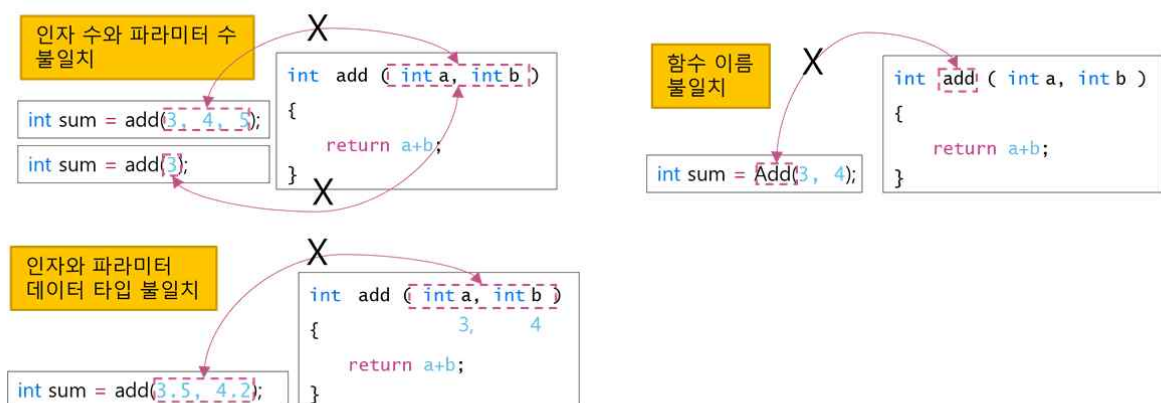 인자 수와 파라미터 수
불일치
X
int add ( int a, int b )
{
return a+b;
}
int sum = add(3, 4, 5);
int sum = add(3);
X
함수 이름
불일치
X
int add ( int a, int b )
{
return a+b;
}
int sum = Add(3, 4);
인자와 파라미터
데이터 타입 불일치
X
int add ( int a, int b )
3, 4
{
return a+b;
}
int sum = add(3.5, 4.2);